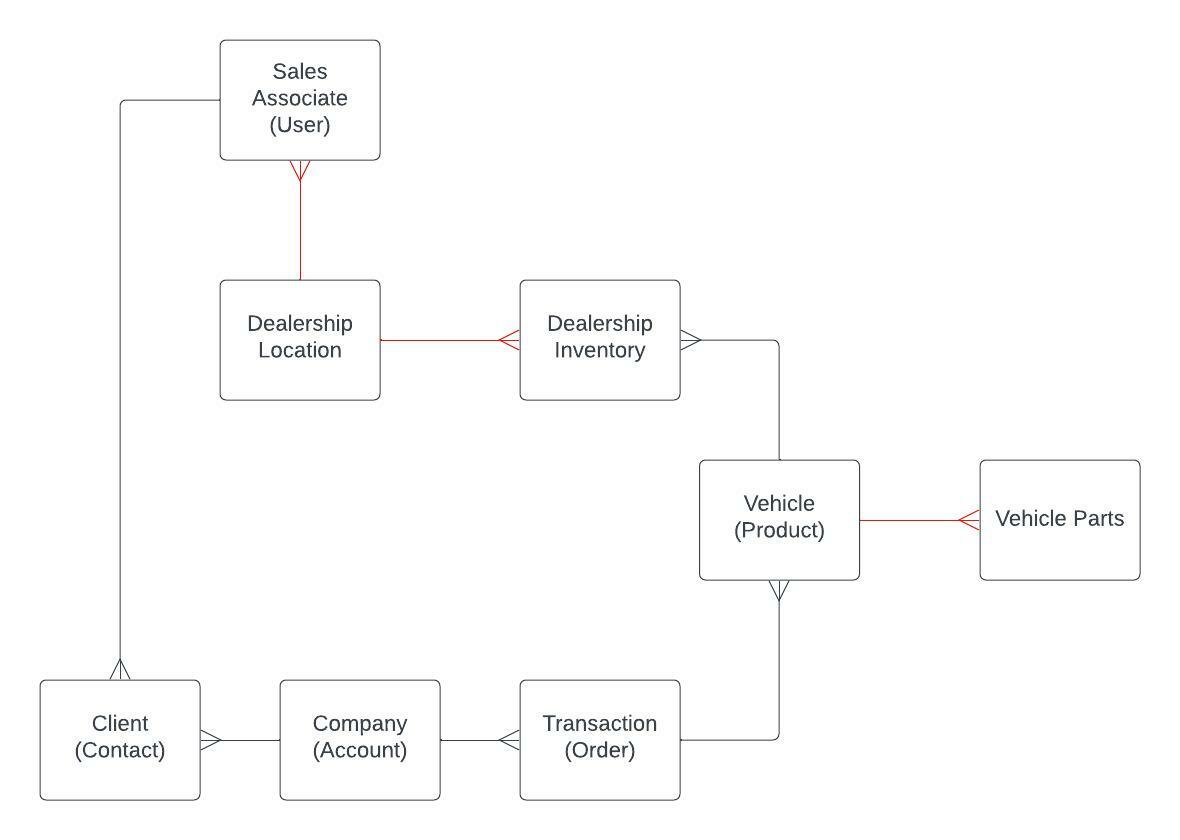 Sales
Associate
(User)
Dealership
Location
Dealership
Inventory
Vehicle
(Product)
Vehicle Parts
Client
(Contact)
Company
(Account)
Transaction
(Order)